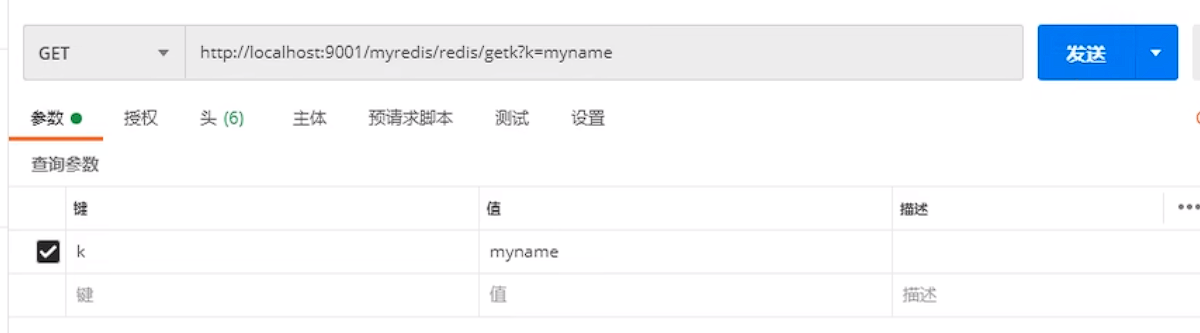 GET http://localhost:9001/myredis/redis/getk?k=myname 发送
参数 授权 头 (6) 主体 预请求脚本 测试 设置
查询参数
键 值 描述
k myname
键 值 描述